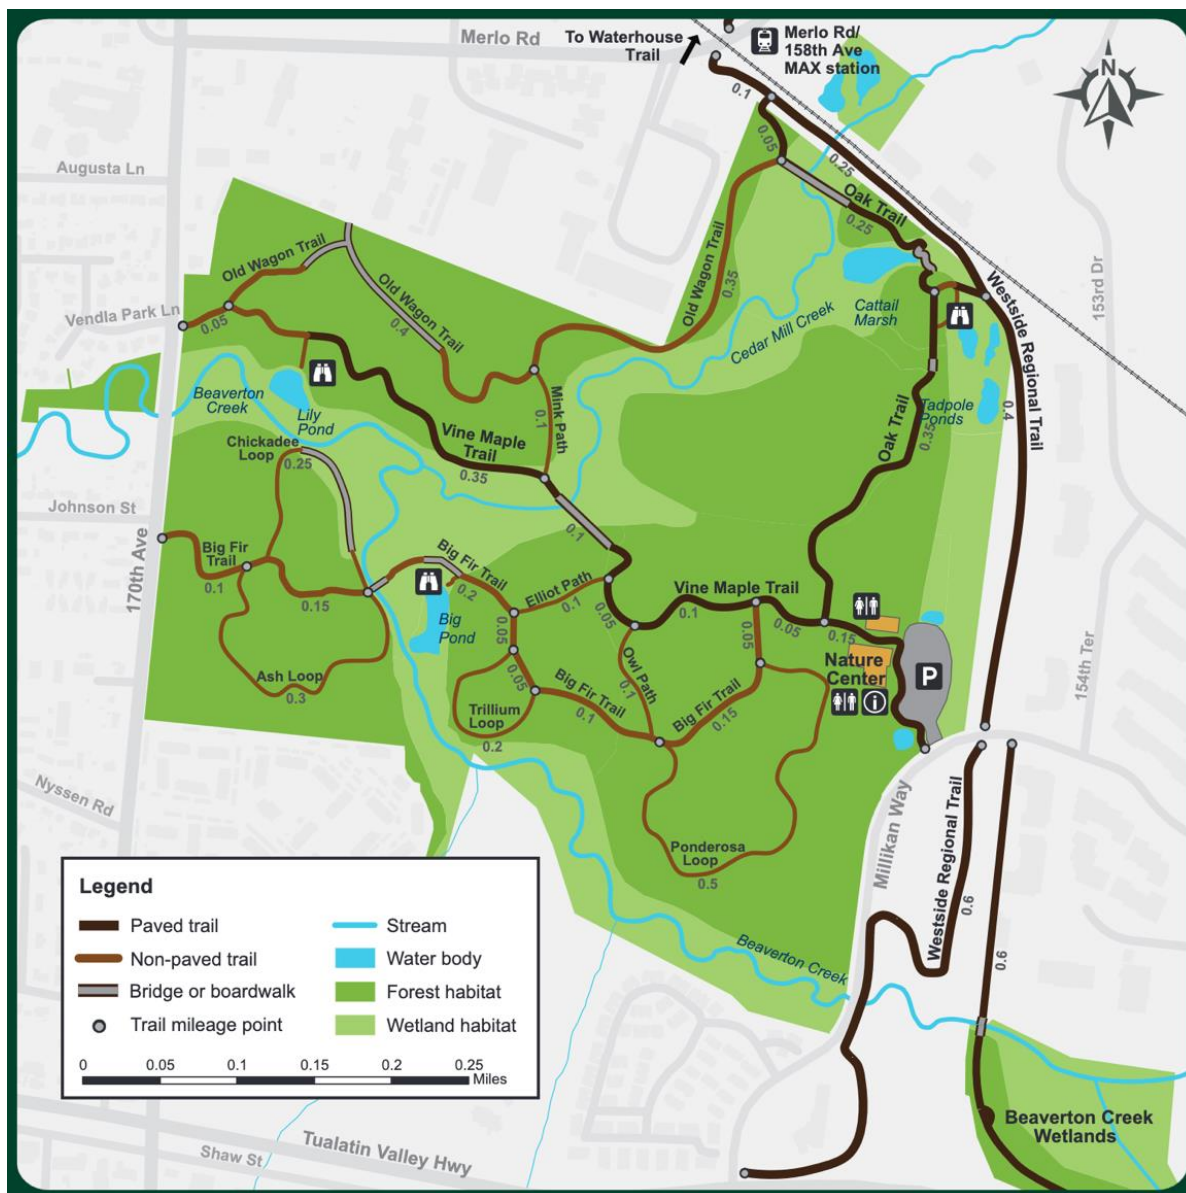 Merlo Rd
To Waterhouse
Trail
Merlo Rd/
158th Ave
MAX station
N
0.1
0.05
0.25
Augusta Ln
Oak Trail
0.25
Old Wagon Trail
Old Wagon Trail
0.4
Old Wagon Trail
0.35
Westside Regional Trail
0.4
153rd Dr
Vendla Park Ln
0.05
Cattail
Marsh
Cedar Mill Creek
Beaverton
Creek
Lily
Pond
Mink Path
0.1
Tadpole
Ponds
Oak Trail
0.35
Chickadee
Loop
0.25
Vine Maple
Trail
0.35
Johnson St
170th Ave
0.1
Big Fir
Trail
0.1
0.15
Big Fir Trail
0.2
Elliot Path
0.1
Vine Maple Trail
0.1
0.05
0.05
0.05
0.15
Big
Pond
0.05
0.05
Owl Path
0.1
Nature
Center
P
154th Ter
Ash Loop
0.3
Trillium
Loop
0.2
Big Fir Trail
0.1
Big Fir Trail
0.15
Nyssen Rd
Millikan Way
Westside Regional Trail
0.6
0.6
Ponderosa
Loop
0.5
Beaverton Creek
Legend
Paved trail
Non-paved trail
Bridge or boardwalk
Trail mileage point
Stream
Water body
Forest habitat
Wetland habitat
0 0.05 0.1 0.15 0.2 0.25
Miles
Beaverton Creek
Wetlands
Tualatin Valley Hwy
Shaw St